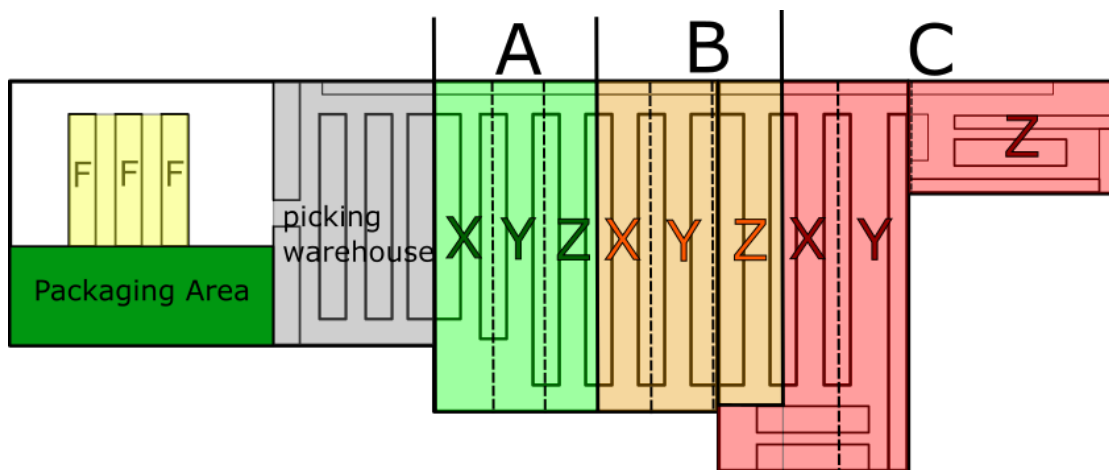 A
B
C
F F F
Z
picking
warehouse
X Y Z X Y Z X Y
Packaging Area